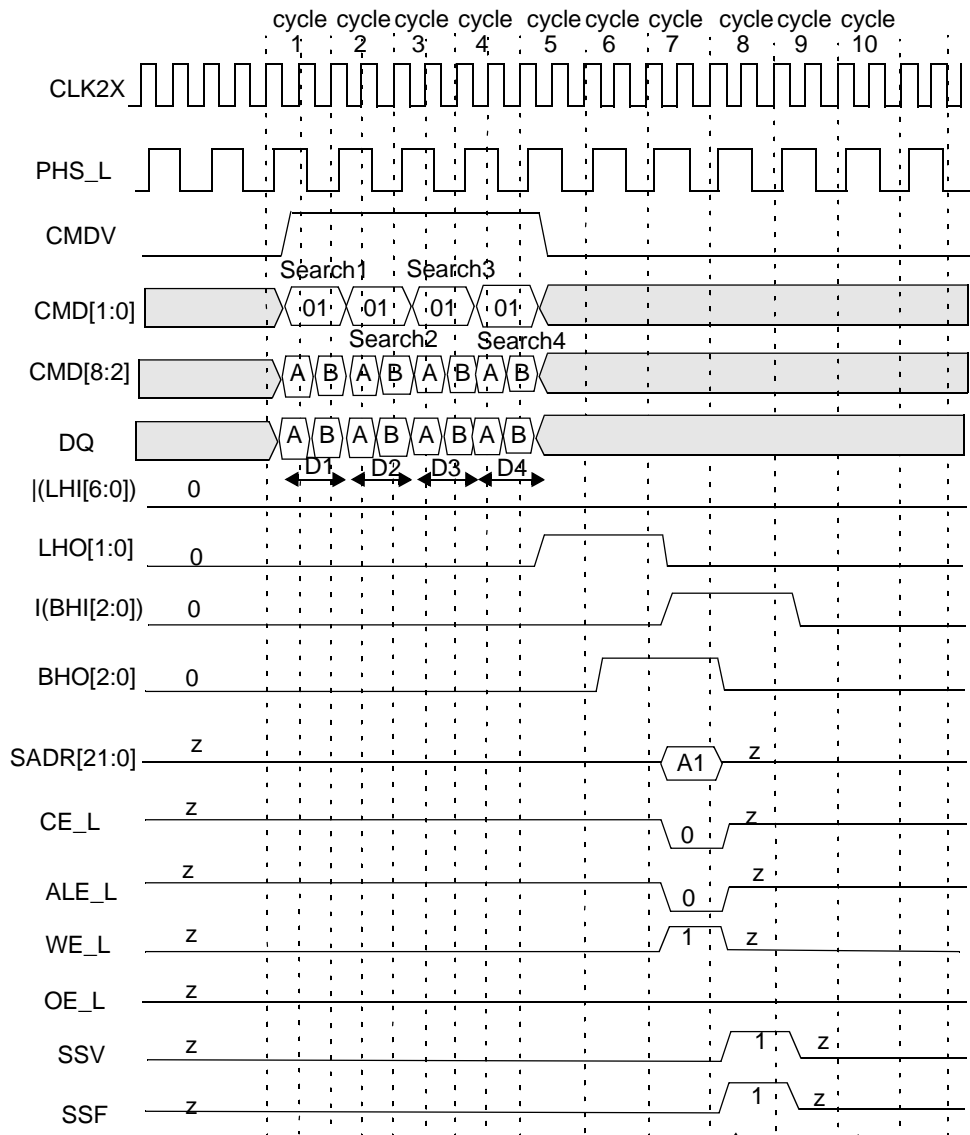 cycle cycle cycle cycle cycle cycle cycle cycle cycle cycle
1 2 3 4 5 6 7 8 9 10
CLK2X
PHS_L
CMDV
Search1 Search3
CMD[1:0] 01 01 01 01
Search2 Search4
CMD[8:2] A B A B A B A B
DQ A B A B A B A B
D1 D2 D3 D4
|(LHI[6:0]) 0
LHO[1:0] 0
I(BHI[2:0]) 0
BHO[2:0] 0
SADR[21:0] z A1 z
CE_L z 0 z
ALE_L z 0 z
WE_L z 1 z
OE_L z
SSV z 1 z
SSF z 1 z